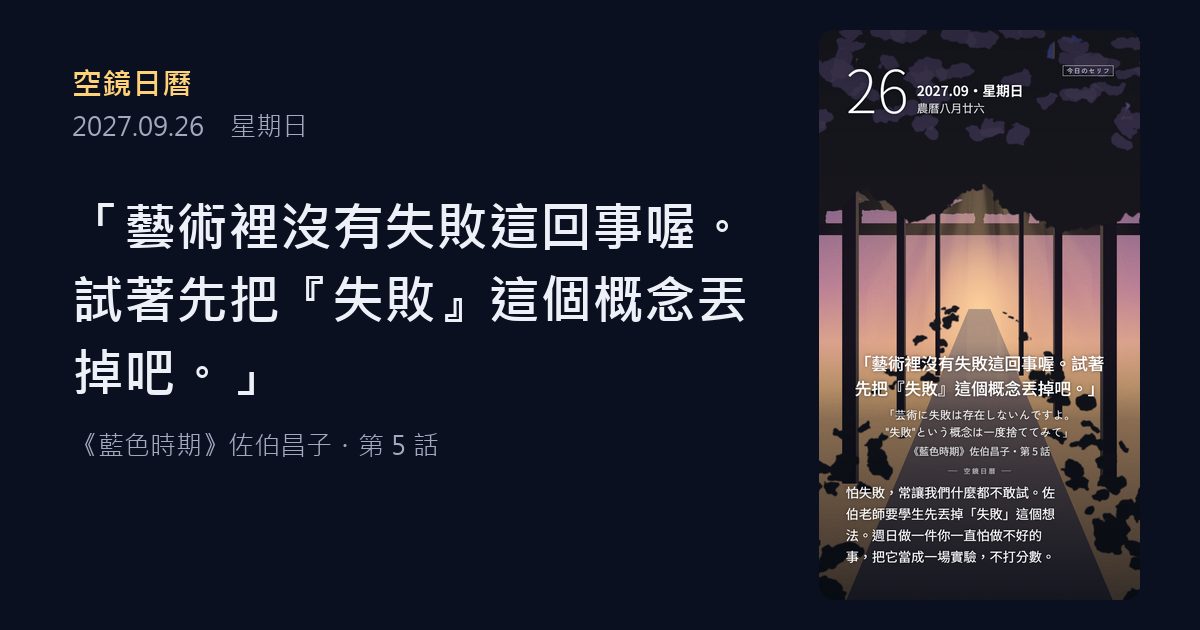 空鏡日曆
2027.09.26 星期日
「藝術裡沒有失敗這回事喔。
試著先把『失敗』這個概念丟
掉吧。」
《藍色時期》佐伯昌子・第 5 話
26
2027.09・星期日
農曆八月廿六
今日のセリフ
「藝術裡沒有失敗這回事喔。試著
先把『失敗』這個概念丟掉吧。」
「芸術に失敗は存在しないんですよ。
"失敗"という概念は一度捨ててみて」
《藍色時期》佐伯昌子・第 5 話
— 空鏡日曆 —
怕失敗，常讓我們什麼都不敢試。佐
伯老師要學生先丟掉「失敗」這個想
法。週日做一件你一直怕做不好的
事，把它當成一場實驗，不打分數。